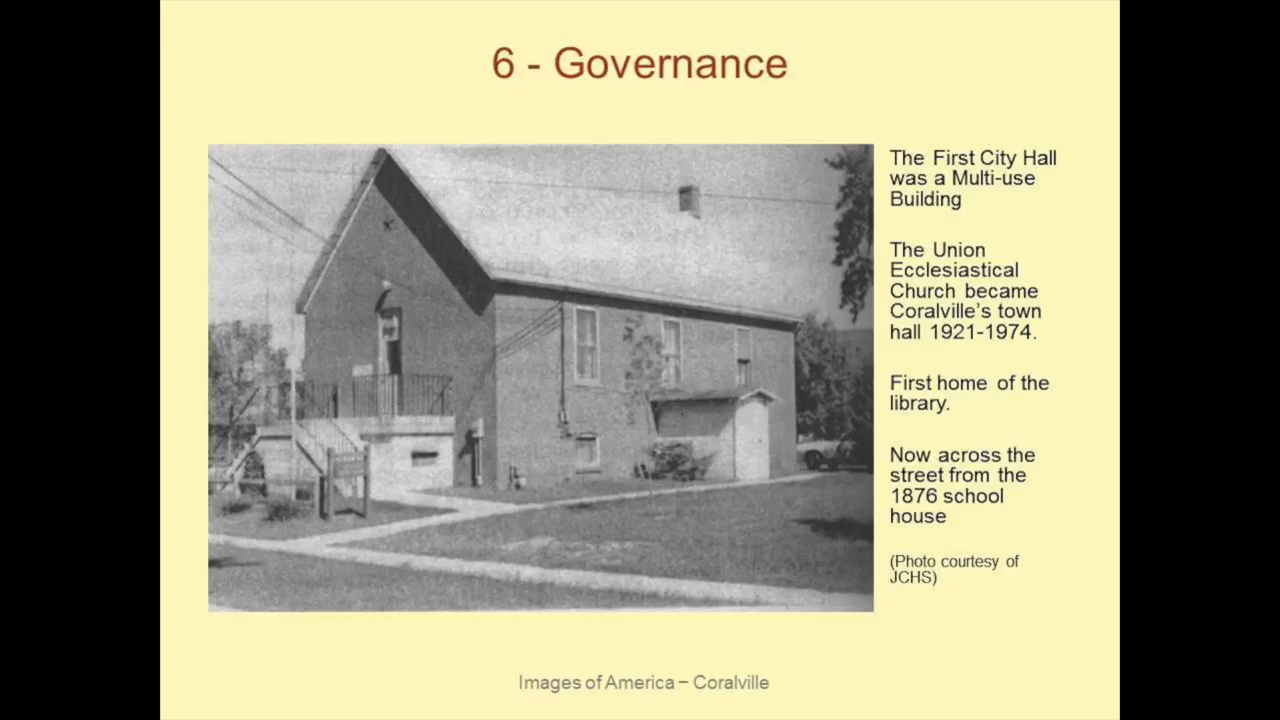 6 - Governance
The First City Hall
was a Multi-use
Building
The Union
Ecclesiastical
Church became
Coralville's town
hall 1921-1974.
First home of the
library.
Now across the
street from the
1876 school
house
(Photo courtesy of
JCHS)
Images of America – Coralville